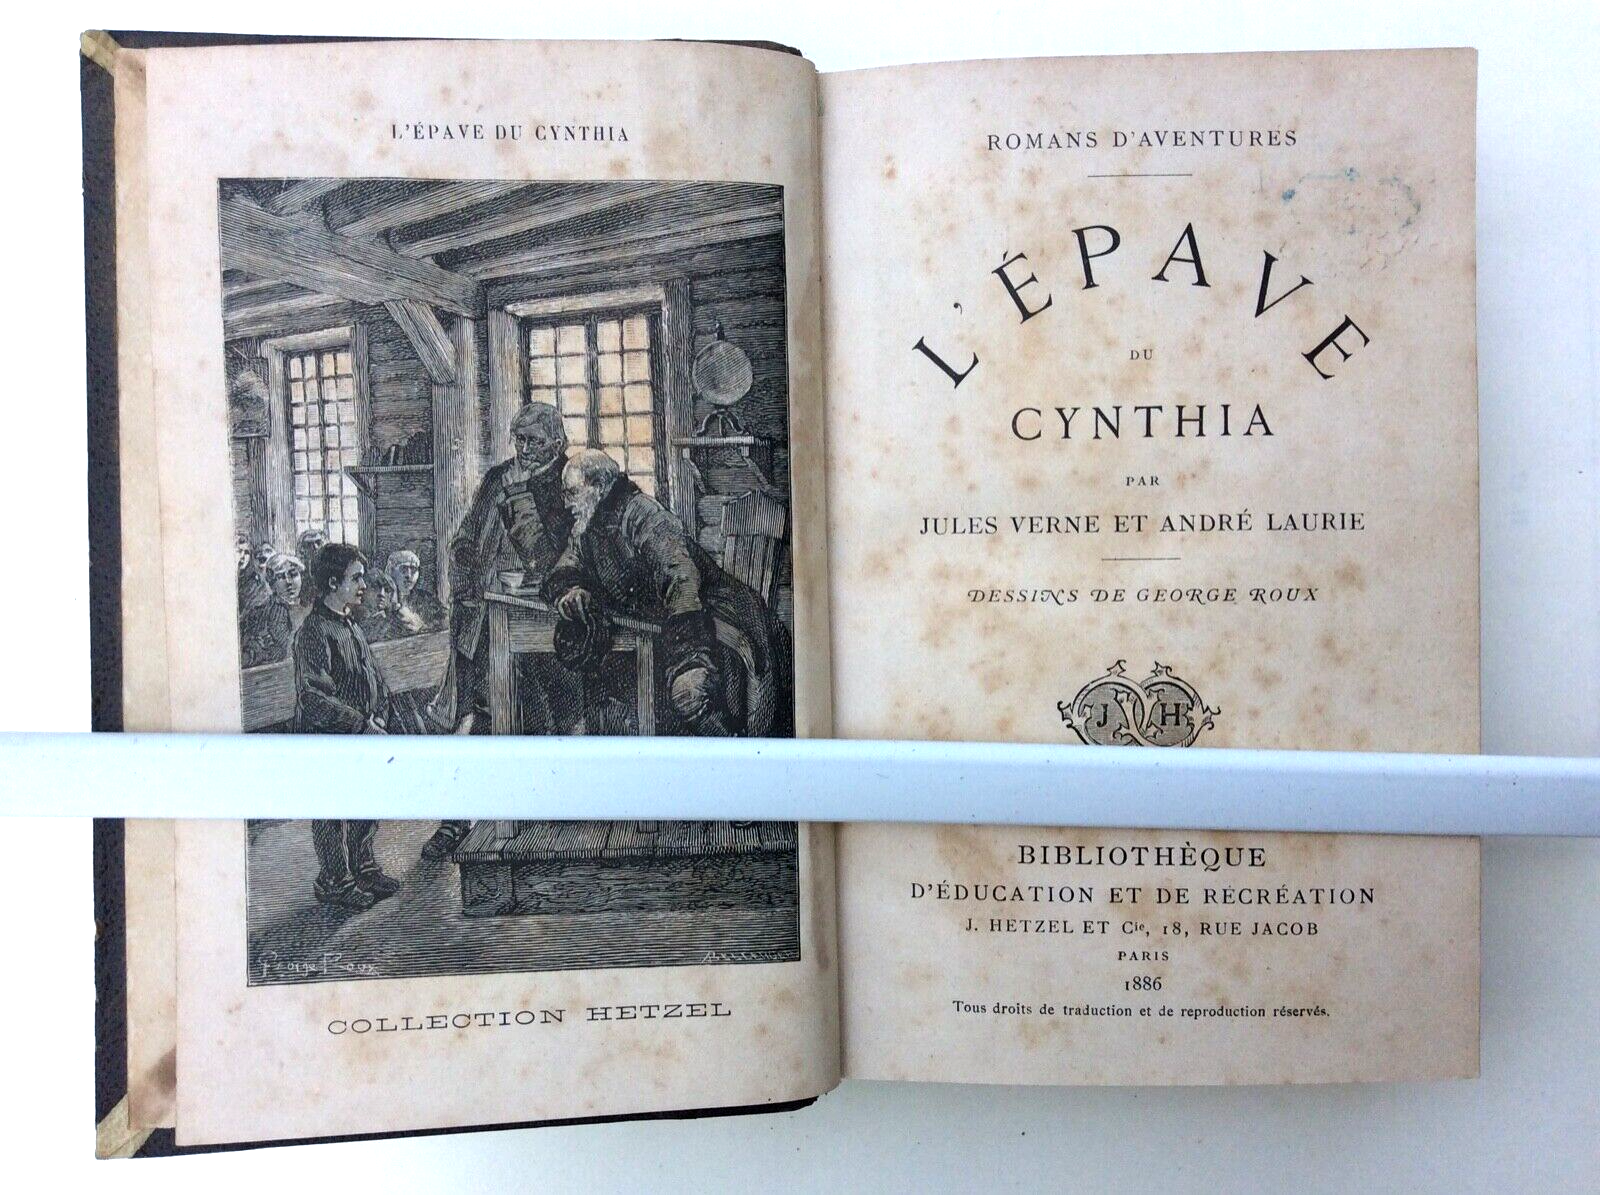 L'ÉPAVE DU CYNTHIA
George Roux
COLLECTION HETZEL
ROMANS D'AVENTURES
L'ÉPAVE
DU
CYNTHIA
PAR
JULES VERNE ET ANDRÉ LAURIE
DESSINS DE GEORGE ROUX
J H
BIBLIOTHÈQUE
D'ÉDUCATION ET DE RÉCRÉATION
J. HETZEL ET Cie, 18, RUE JACOB
PARIS
1886
Tous droits de traduction et de reproduction réservés.